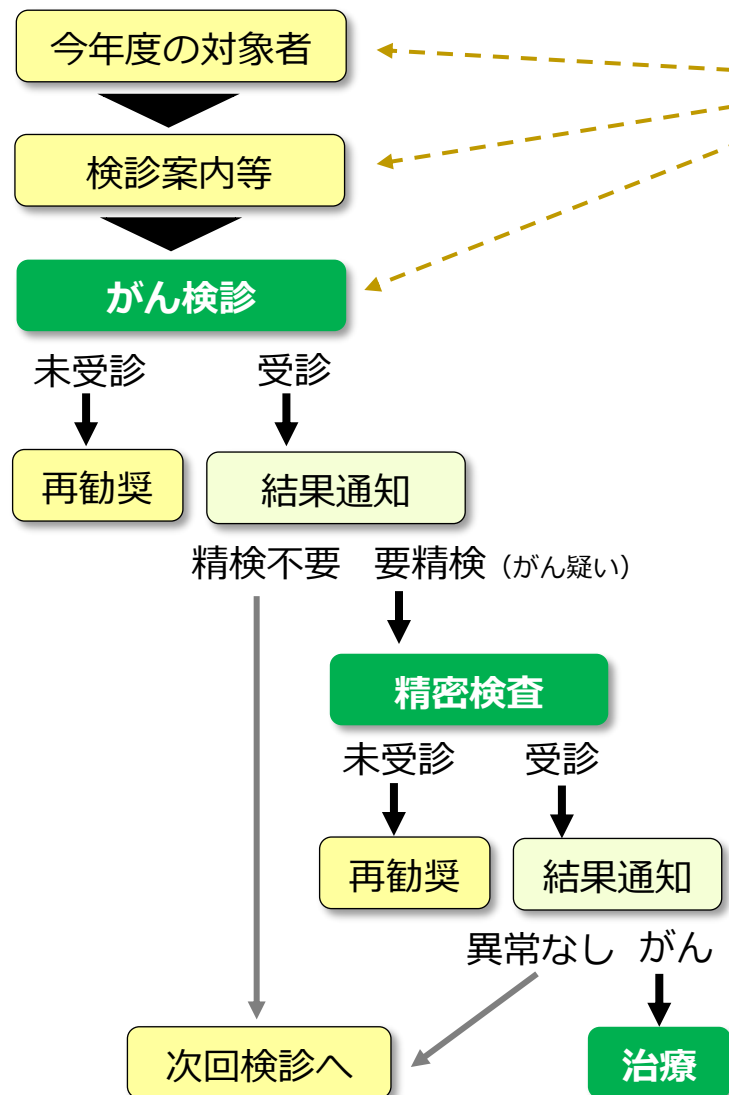 今年度の対象者
検診案内等
がん検診
未受診 受診
再勧奨 結果通知
精検不要 要精検（がん疑い）
精密検査
未受診 受診
再勧奨 結果通知
異常なし がん
次回検診へ 治療